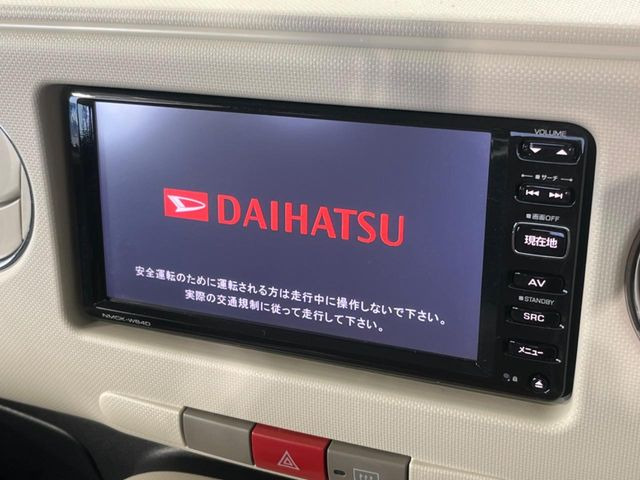 VOLUME
サーチ
DAIHATSU
画面OFF
現在地
安全運転のために運転される方は走行中に操作しないで下さい。
実際の交通規制に従って走行して下さい。
AV
STANDBY
SRC
メニュー
NMCK-W64D